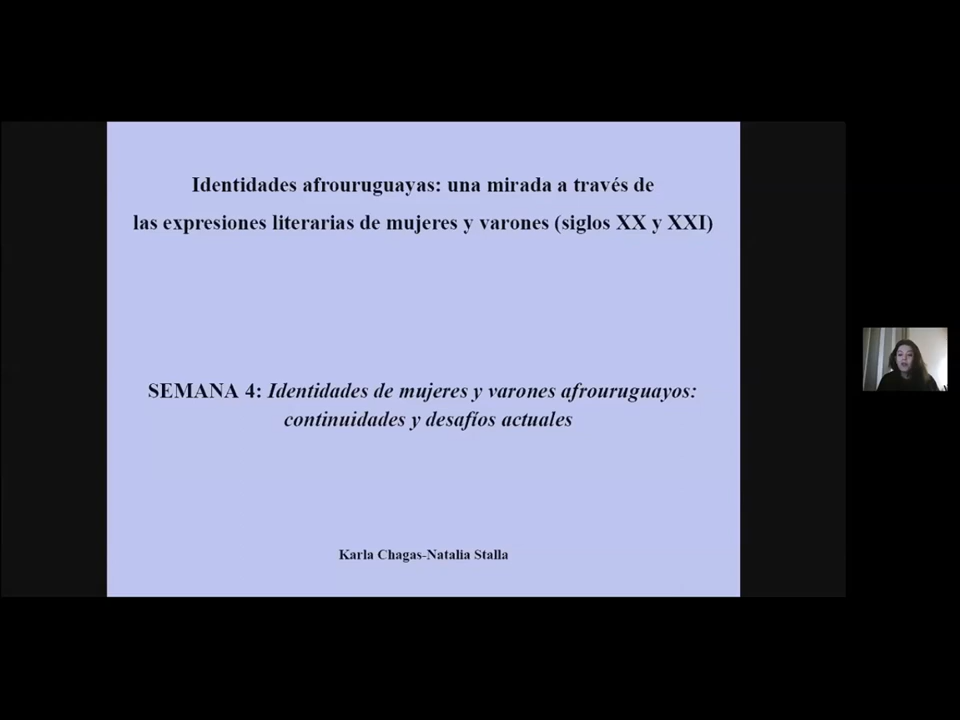 Identidades afrouruguayas: una mirada a través de
las expresiones literarias de mujeres y varones (siglos XX y XXI)
SEMANA 4: Identidades de mujeres y varones afrouruguayos:
continuidades y desafíos actuales
Karla Chagas-Natalia Stalla